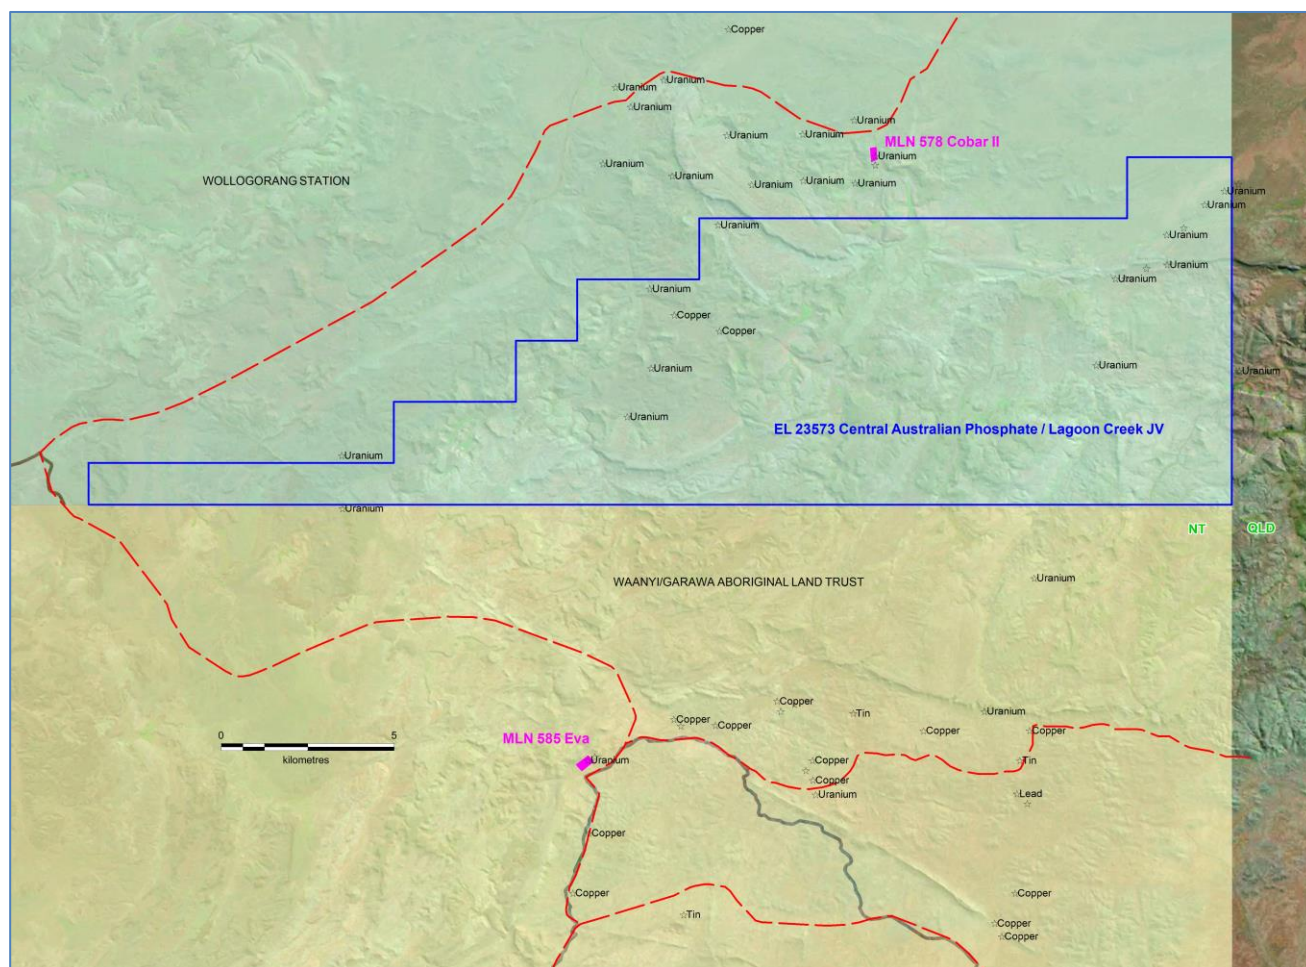 Copper
Uranium
Uranium
Uranium
Uranium
Uranium
Uranium
MLN 578 Cobar II
Uranium
Uranium
Uranium
WOLLOGORANG STATION
Uranium
Uranium
Uranium
Uranium
Uranium
Uranium
Uranium
Uranium
Uranium
Uranium
Uranium
Copper
Copper
Uranium
Uranium
Uranium
Uranium
EL 23573 Central Australian Phosphate / Lagoon Creek JV
Uranium
Uranium
NT
QLD
Uranium
WAANYI/GARAWA ABORIGINAL LAND TRUST
Copper
Uranium
Tin
Copper
Copper
Copper
Copper
MLN 585 Eva
0
5
kilometres
Uranium
Copper
Tin
Copper
Uranium
Lead
Copper
Copper
Copper
Tin
Copper
Copper